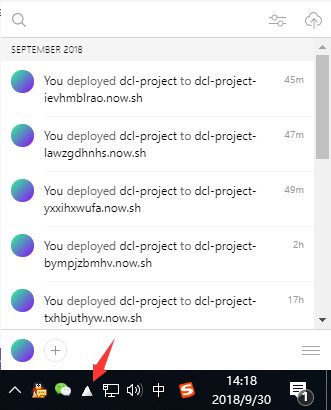 SEPTEMBER 2018
You deployed dcl-project to dcl-project- 45m
ievhmblrao.now.sh
You deployed dcl-project to dcl-project- 47m
lawzgdhnhs.now.sh
You deployed dcl-project to dcl-project- 49m
yxxihxwufa.now.sh
You deployed dcl-project to dcl-project- 2h
bympjzbmhv.now.sh
You deployed dcl-project to dcl-project- 17h
txhbjuthyw.now.sh
中 S 14:18
2018/9/30 1